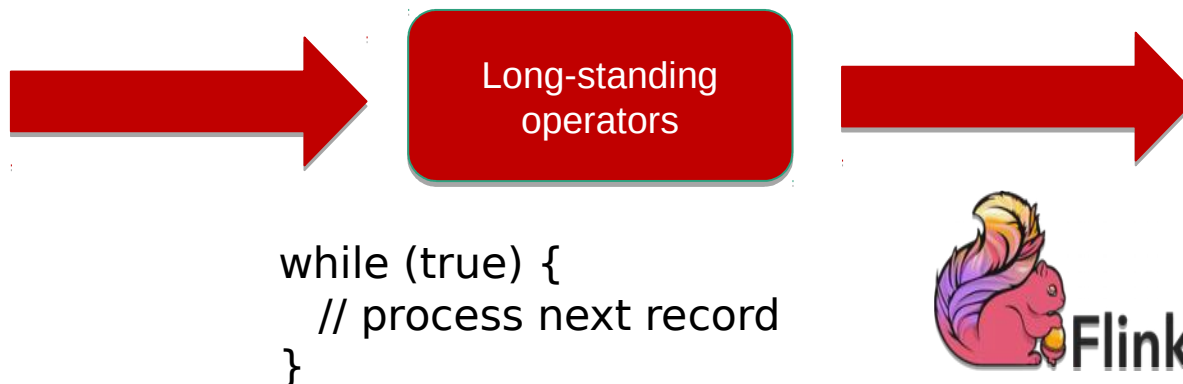 Long-standing
operators
while (true) {
// process next record
}
Flink